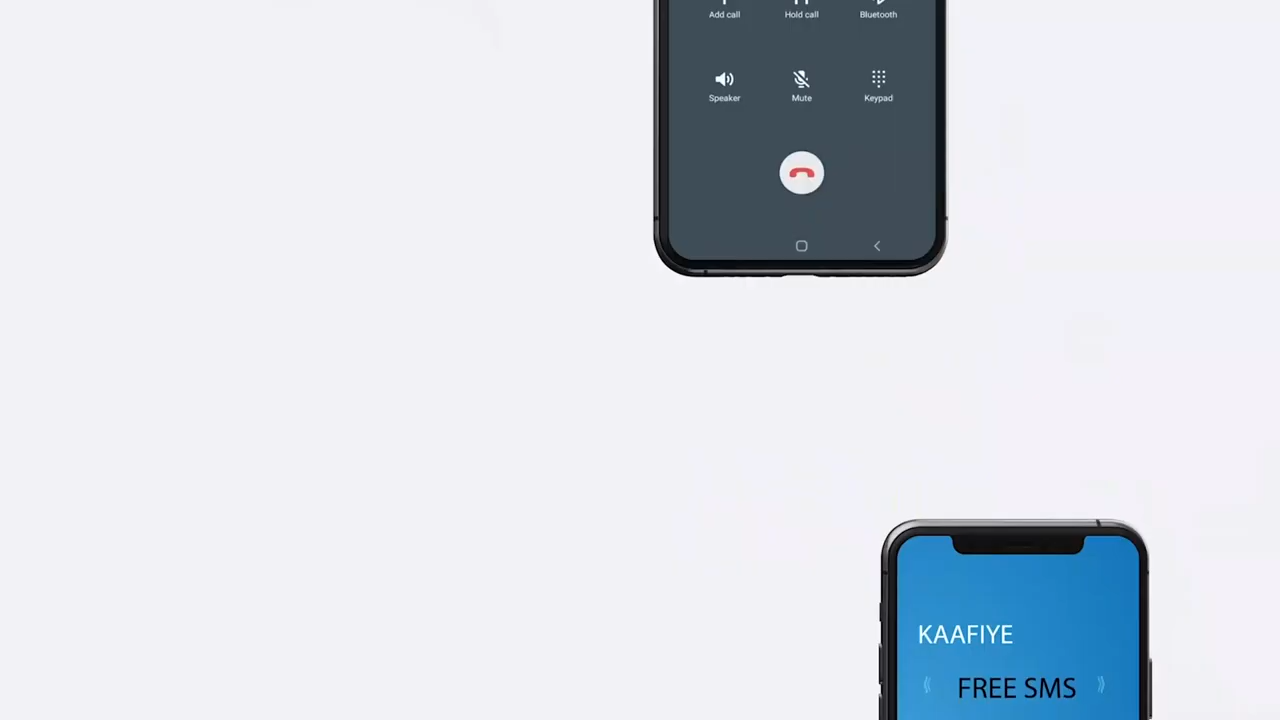 Add call Hold call Bluetooth
Speaker Mute Keypad
KAAFIYE
FREE SMS